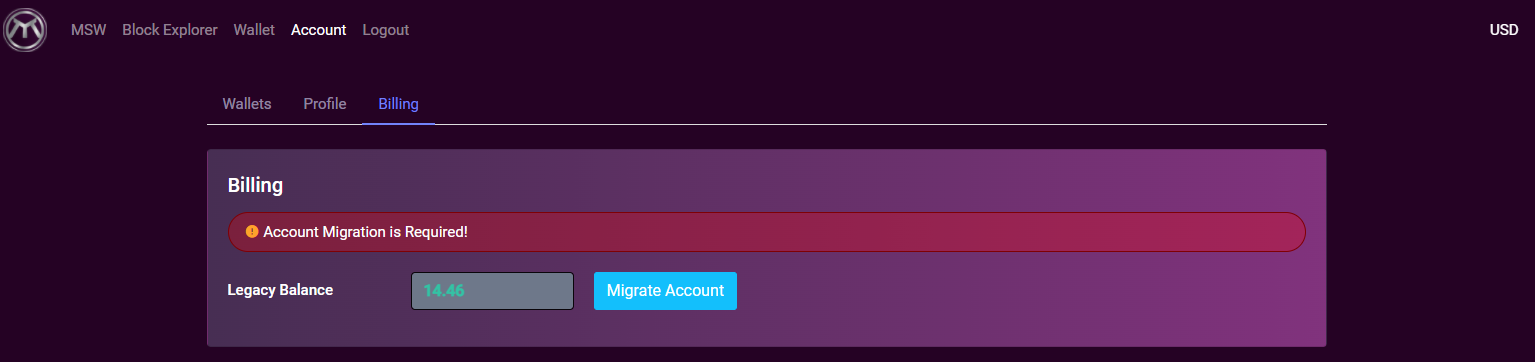 MSW Block Explorer Wallet Account Logout USD
Wallets Profile Billing
Billing
Account Migration is Required!
Legacy Balance 14.46 Migrate Account